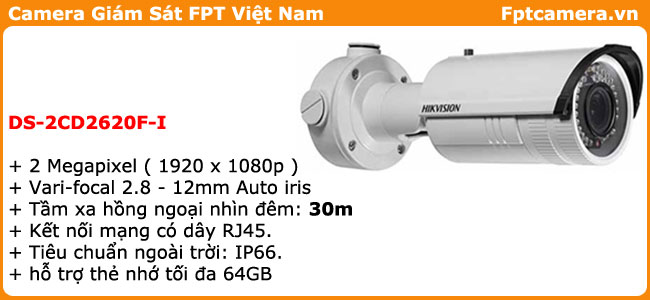 Camera Giám Sát FPT Việt Nam
Fptcamera.vn
HIKVISION
DS-2CD2620F-I
+ 2 Megapixel ( 1920 x 1080p )
+ Vari-focal 2.8 - 12mm Auto iris
+ Tầm xa hồng ngoại nhìn đêm: 30m
+ Kết nối mạng có dây RJ45.
+ Tiêu chuẩn ngoài trời: IP66.
+ hỗ trợ thẻ nhớ tối đa 64GB